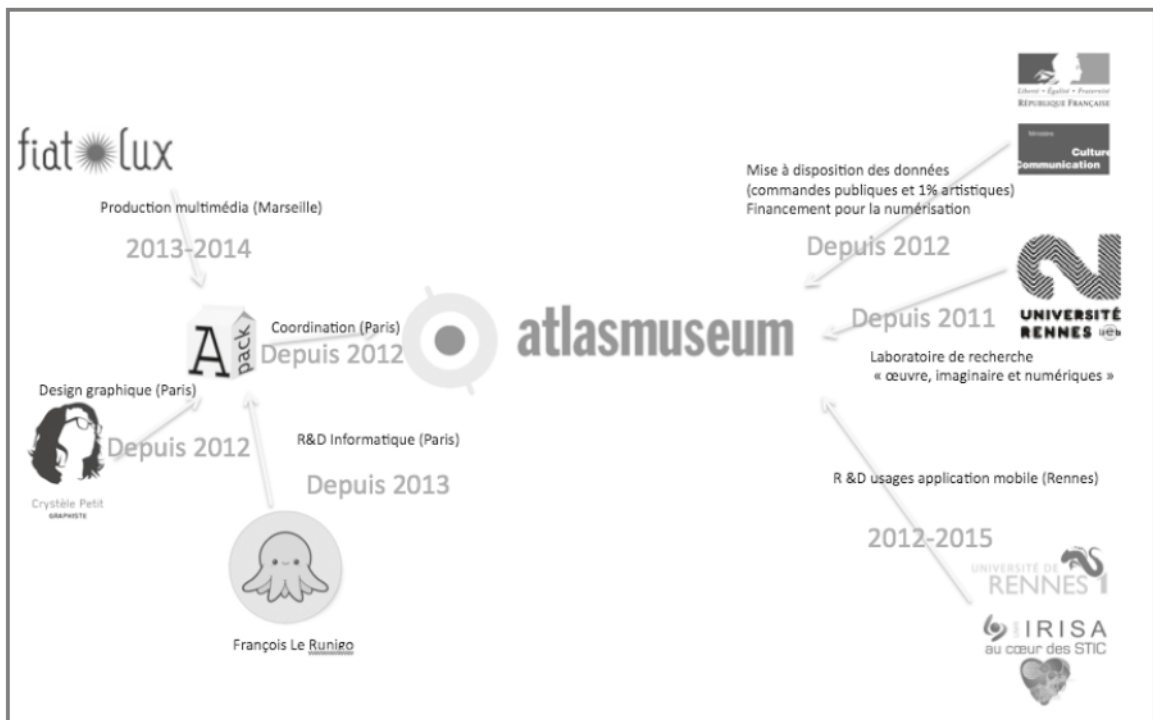 fiat lux
Production multimédia (Marseille)
2013-2014
A
pack
Coordination (Paris)
Depuis 2012
atlasmuseum
Design graphique (Paris)
Depuis 2012
Crystèle Petit
GRAPHISTE
R&D Informatique (Paris)
Depuis 2013
François Le Runigo
Liberté • Égalité • Fraternité
RÉPUBLIQUE FRANÇAISE
Ministère
Culture
Communication
Mise à disposition des données
(commandes publiques et 1% artistiques)
Financement pour la numérisation
Depuis 2012
2
UNIVERSITÉ
RENNES ueb
Depuis 2011
Laboratoire de recherche
« œuvre, imaginaire et numériques »
R &D usages application mobile (Rennes)
2012-2015
UNIVERSITÉ DE
RENNES 1
IRISA
au cœur des STIC